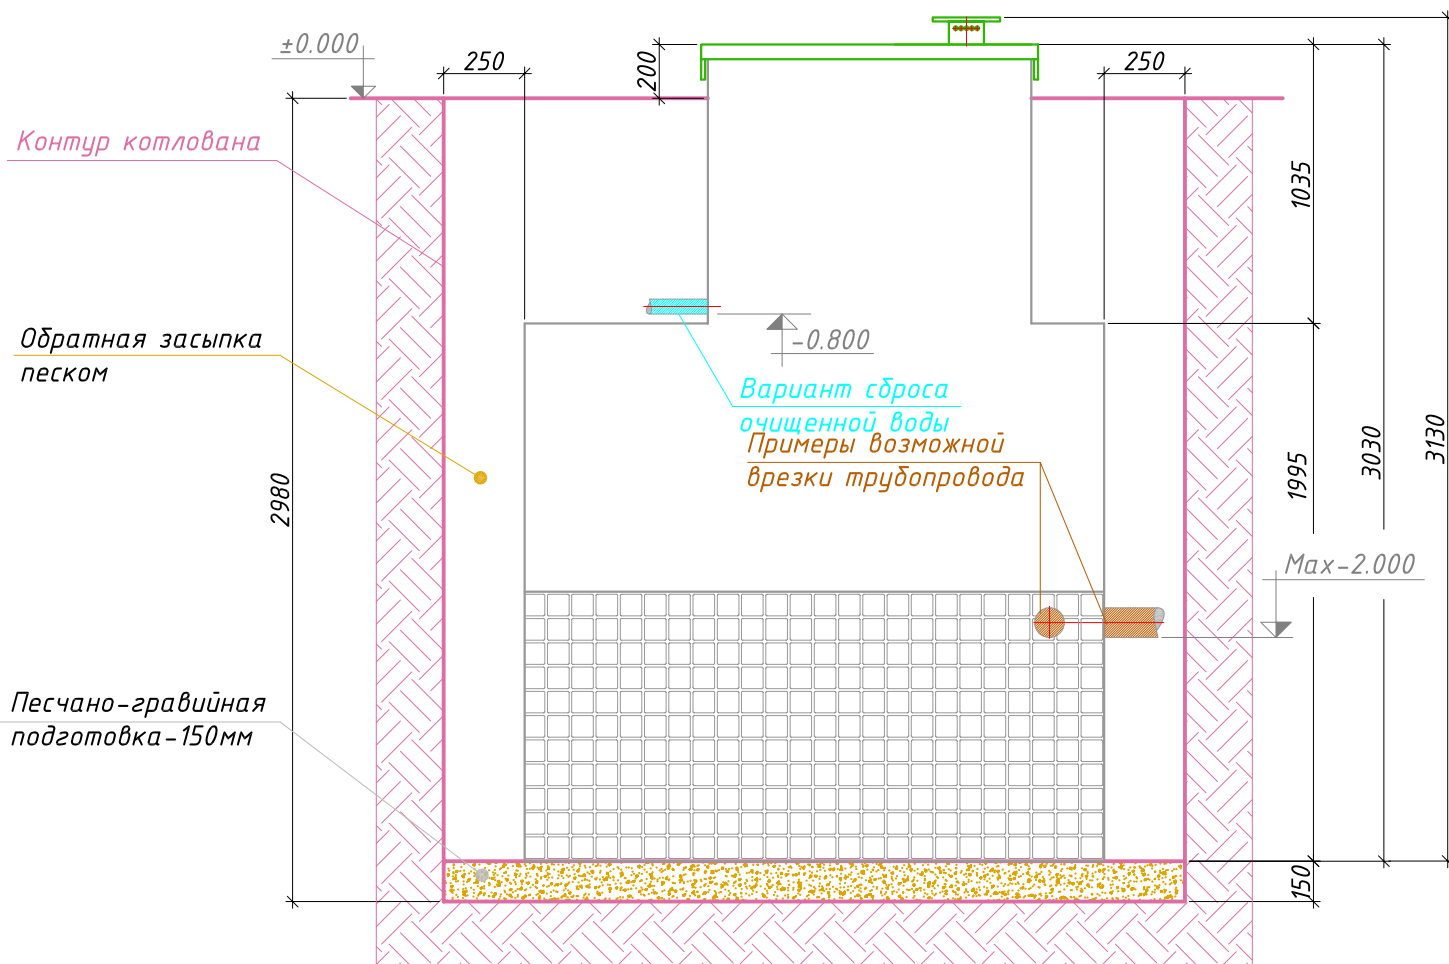 ±0.000
250
200
250
Контур котлована
1035
Обратная засыпка
песком
-0.800
Вариант сброса
очищенной воды
Примеры возможной
врезки трубопровода
2980
1995
3030
3130
Max-2.000
Песчано-гравийная
подготовка-150мм
150